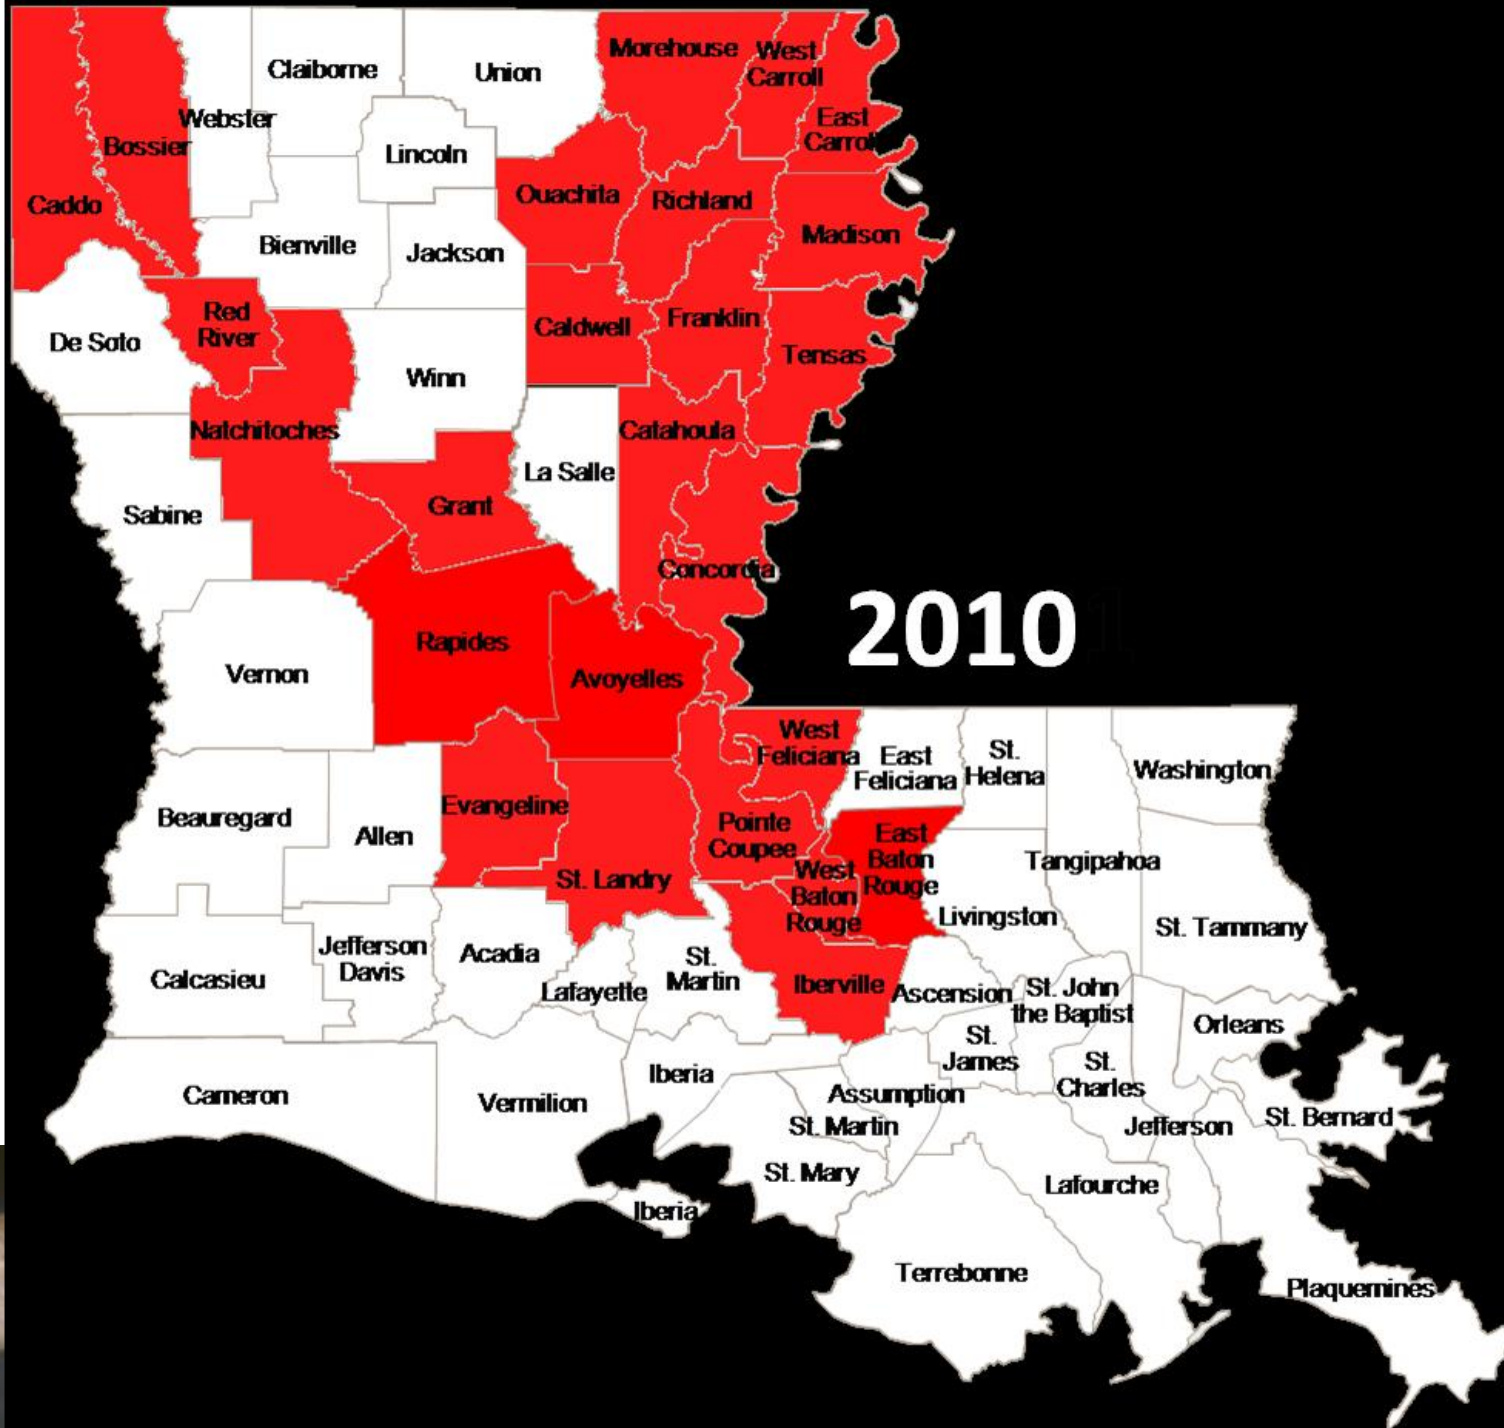 Morehouse
West
Carroll
Claiborne
Union
Webster
East
Carroll
Bossier
Lincoln
Caddo
Ouachita
Richland
Madison
Bienville
Jackson
Red
River
De Soto
Caldwell
Franklin
Tensas
Winn
Natchitoches
Catahoula
La Salle
Grant
Sabine
Concordia
2010
Rapides
Vernon
Avoyelles
West
Feliciana
East
Feliciana
St.
Helena
Washington
Beauregard
Allen
Evangeline
Pointe
Coupee
East
Baton
Rouge
Tangipahoa
St. Landry
West
Baton
Rouge
Livingston
St. Tammany
Jefferson
Davis
Acadia
St.
Martin
Calcasieu
Lafayette
Iberville
Ascension
St. John
the Baptist
Orleans
St.
James
Iberia
St.
Charles
Cameron
Vermilion
Assumption
St. Martin
Jefferson
St. Bernard
St. Mary
Lafourche
Iberia
Terrebonne
Plaquemines